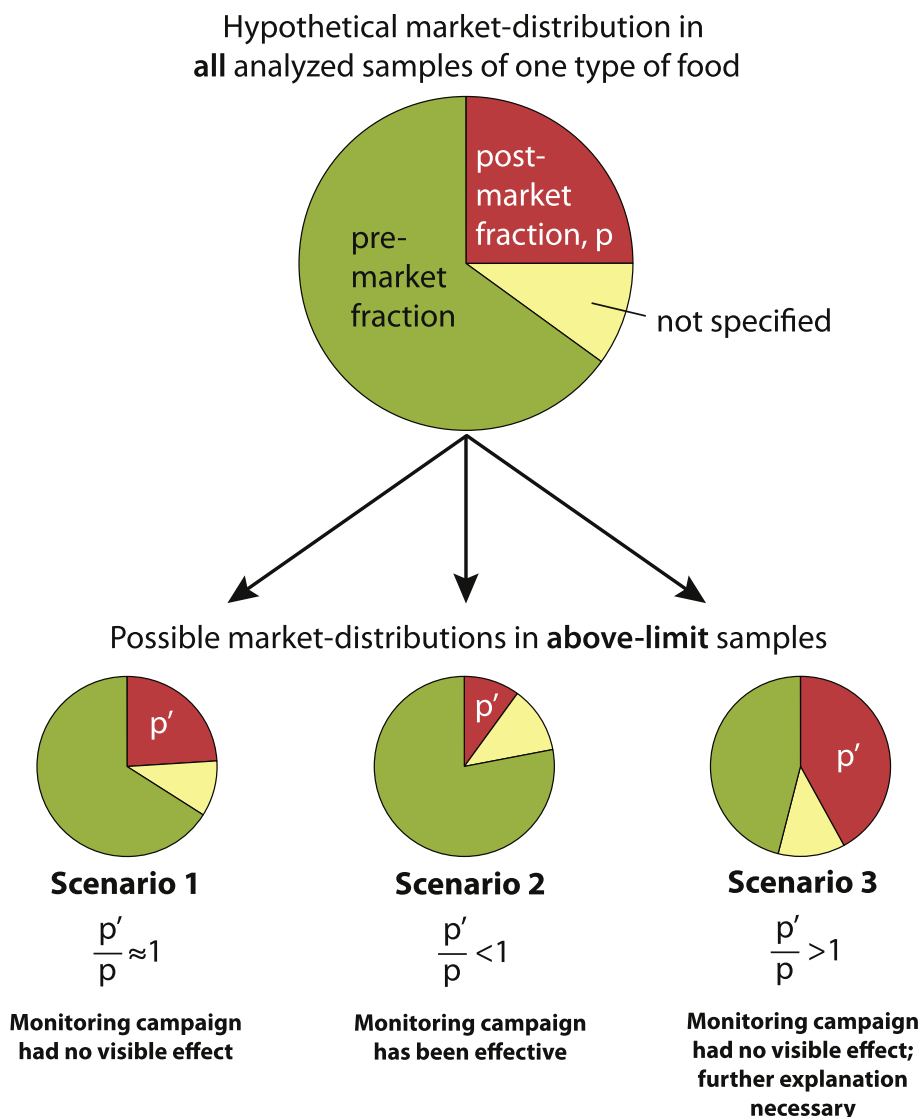 Hypothetical market-distribution in
all analyzed samples of one type of food
post-
market
fraction, p
pre-
market
fraction
not specified
Possible market-distributions in above-limit samples
p′
p′
p′
Scenario 1
Scenario 2
Scenario 3
p′
p
≈1
p′
p
<1
p′
p
>1
Monitoring campaign
had no visible effect
Monitoring campaign
has been effective
Monitoring campaign
had no visible effect;
further explanation
necessary